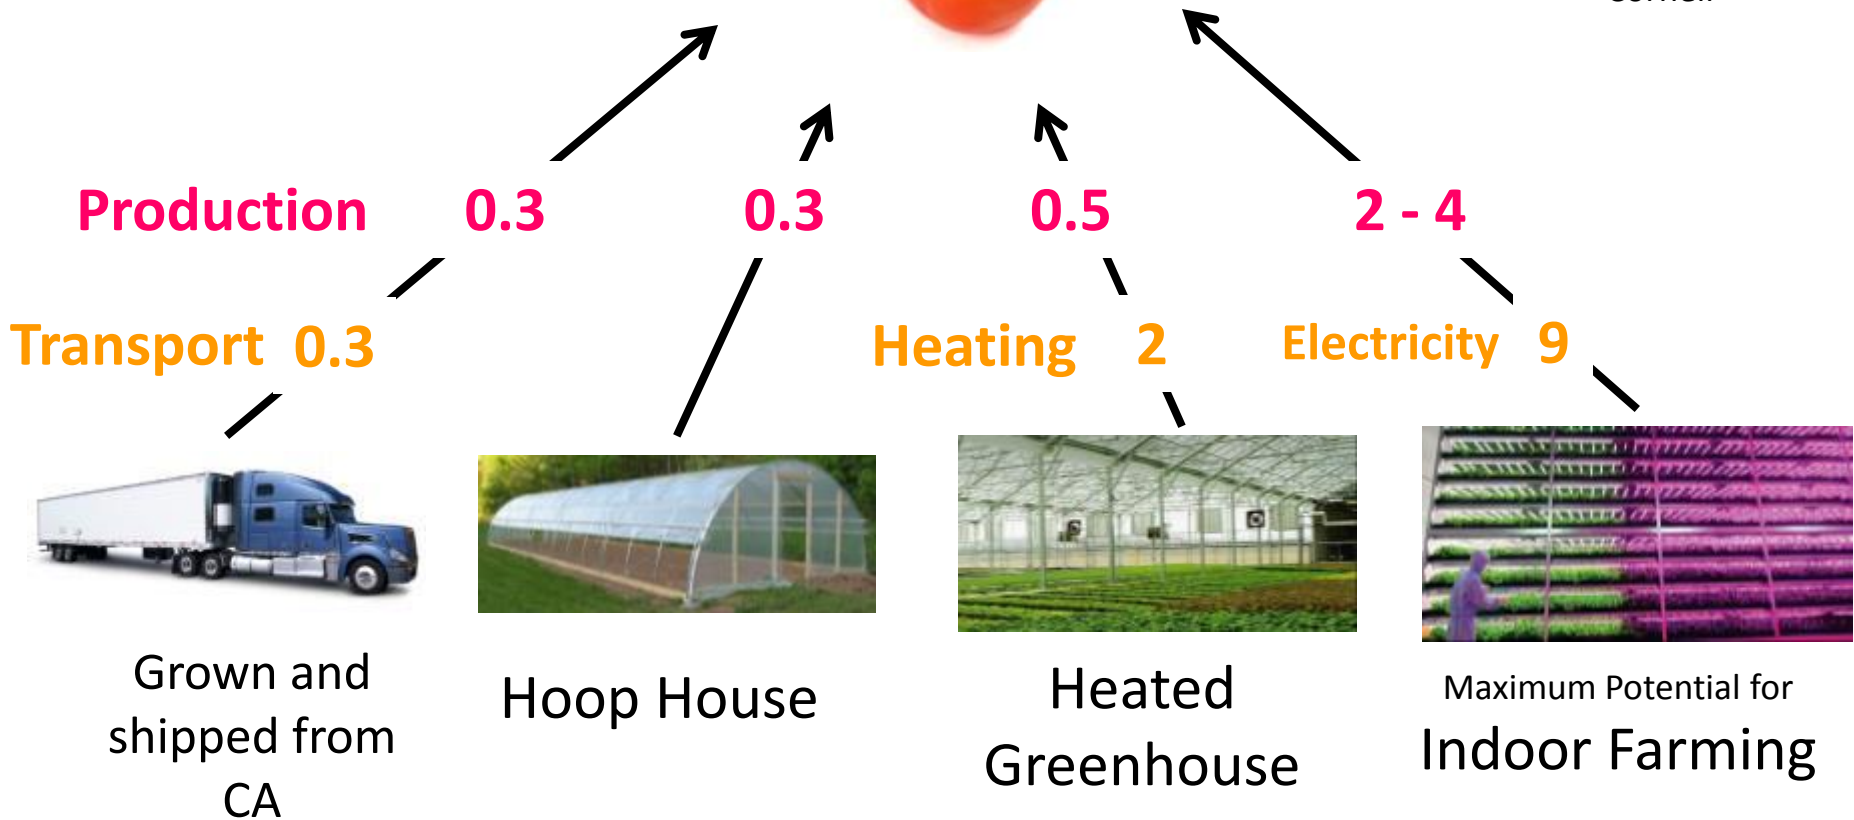 Production 0.3 0.3 0.5 2 - 4
Transport 0.3 Heating 2 Electricity 9
Grown and
shipped from
CA
Hoop House
Heated
Greenhouse
Maximum Potential for
Indoor Farming